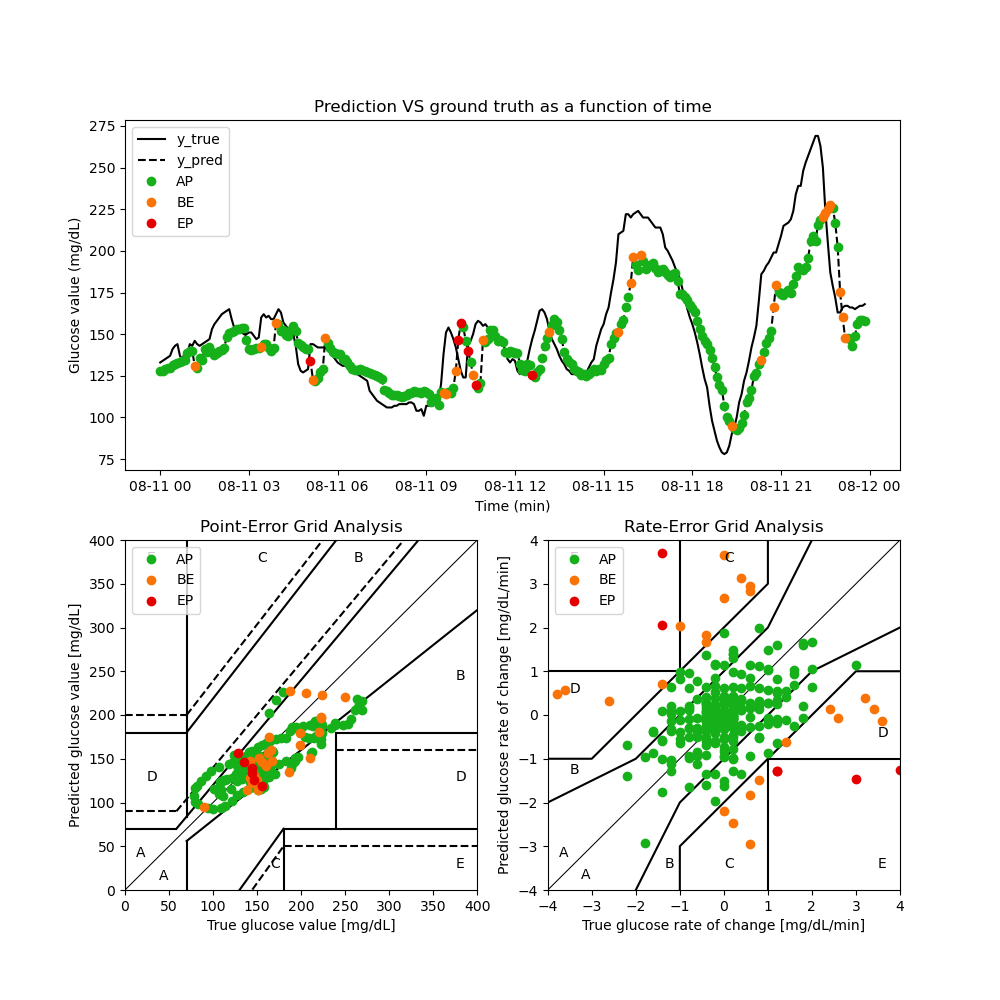 Prediction VS ground truth as a function of time
275
250
225
200
175
150
125
100
75
Glucose value (mg/dL)
y_true
y_pred
AP
BE
EP
08-11 00 08-11 03 08-11 06 08-11 09 08-11 12 08-11 15 08-11 18 08-11 21 08-12 00
Time (min)
Point-Error Grid Analysis
400
350
300
250
200
150
100
50
0
Predicted glucose value [mg/dL]
AP
BE
EP
C B
B
D D
A
A
C E
0 50 100 150 200 250 300 350 400
True glucose value [mg/dL]
Rate-Error Grid Analysis
4
3
2
1
0
−1
−2
−3
−4
Predicted glucose rate of change [mg/dL/min]
AP
BE
EP
C
D
D
B
A
A
B C E
−4 −3 −2 −1 0 1 2 3 4
True glucose rate of change [mg/dL/min]